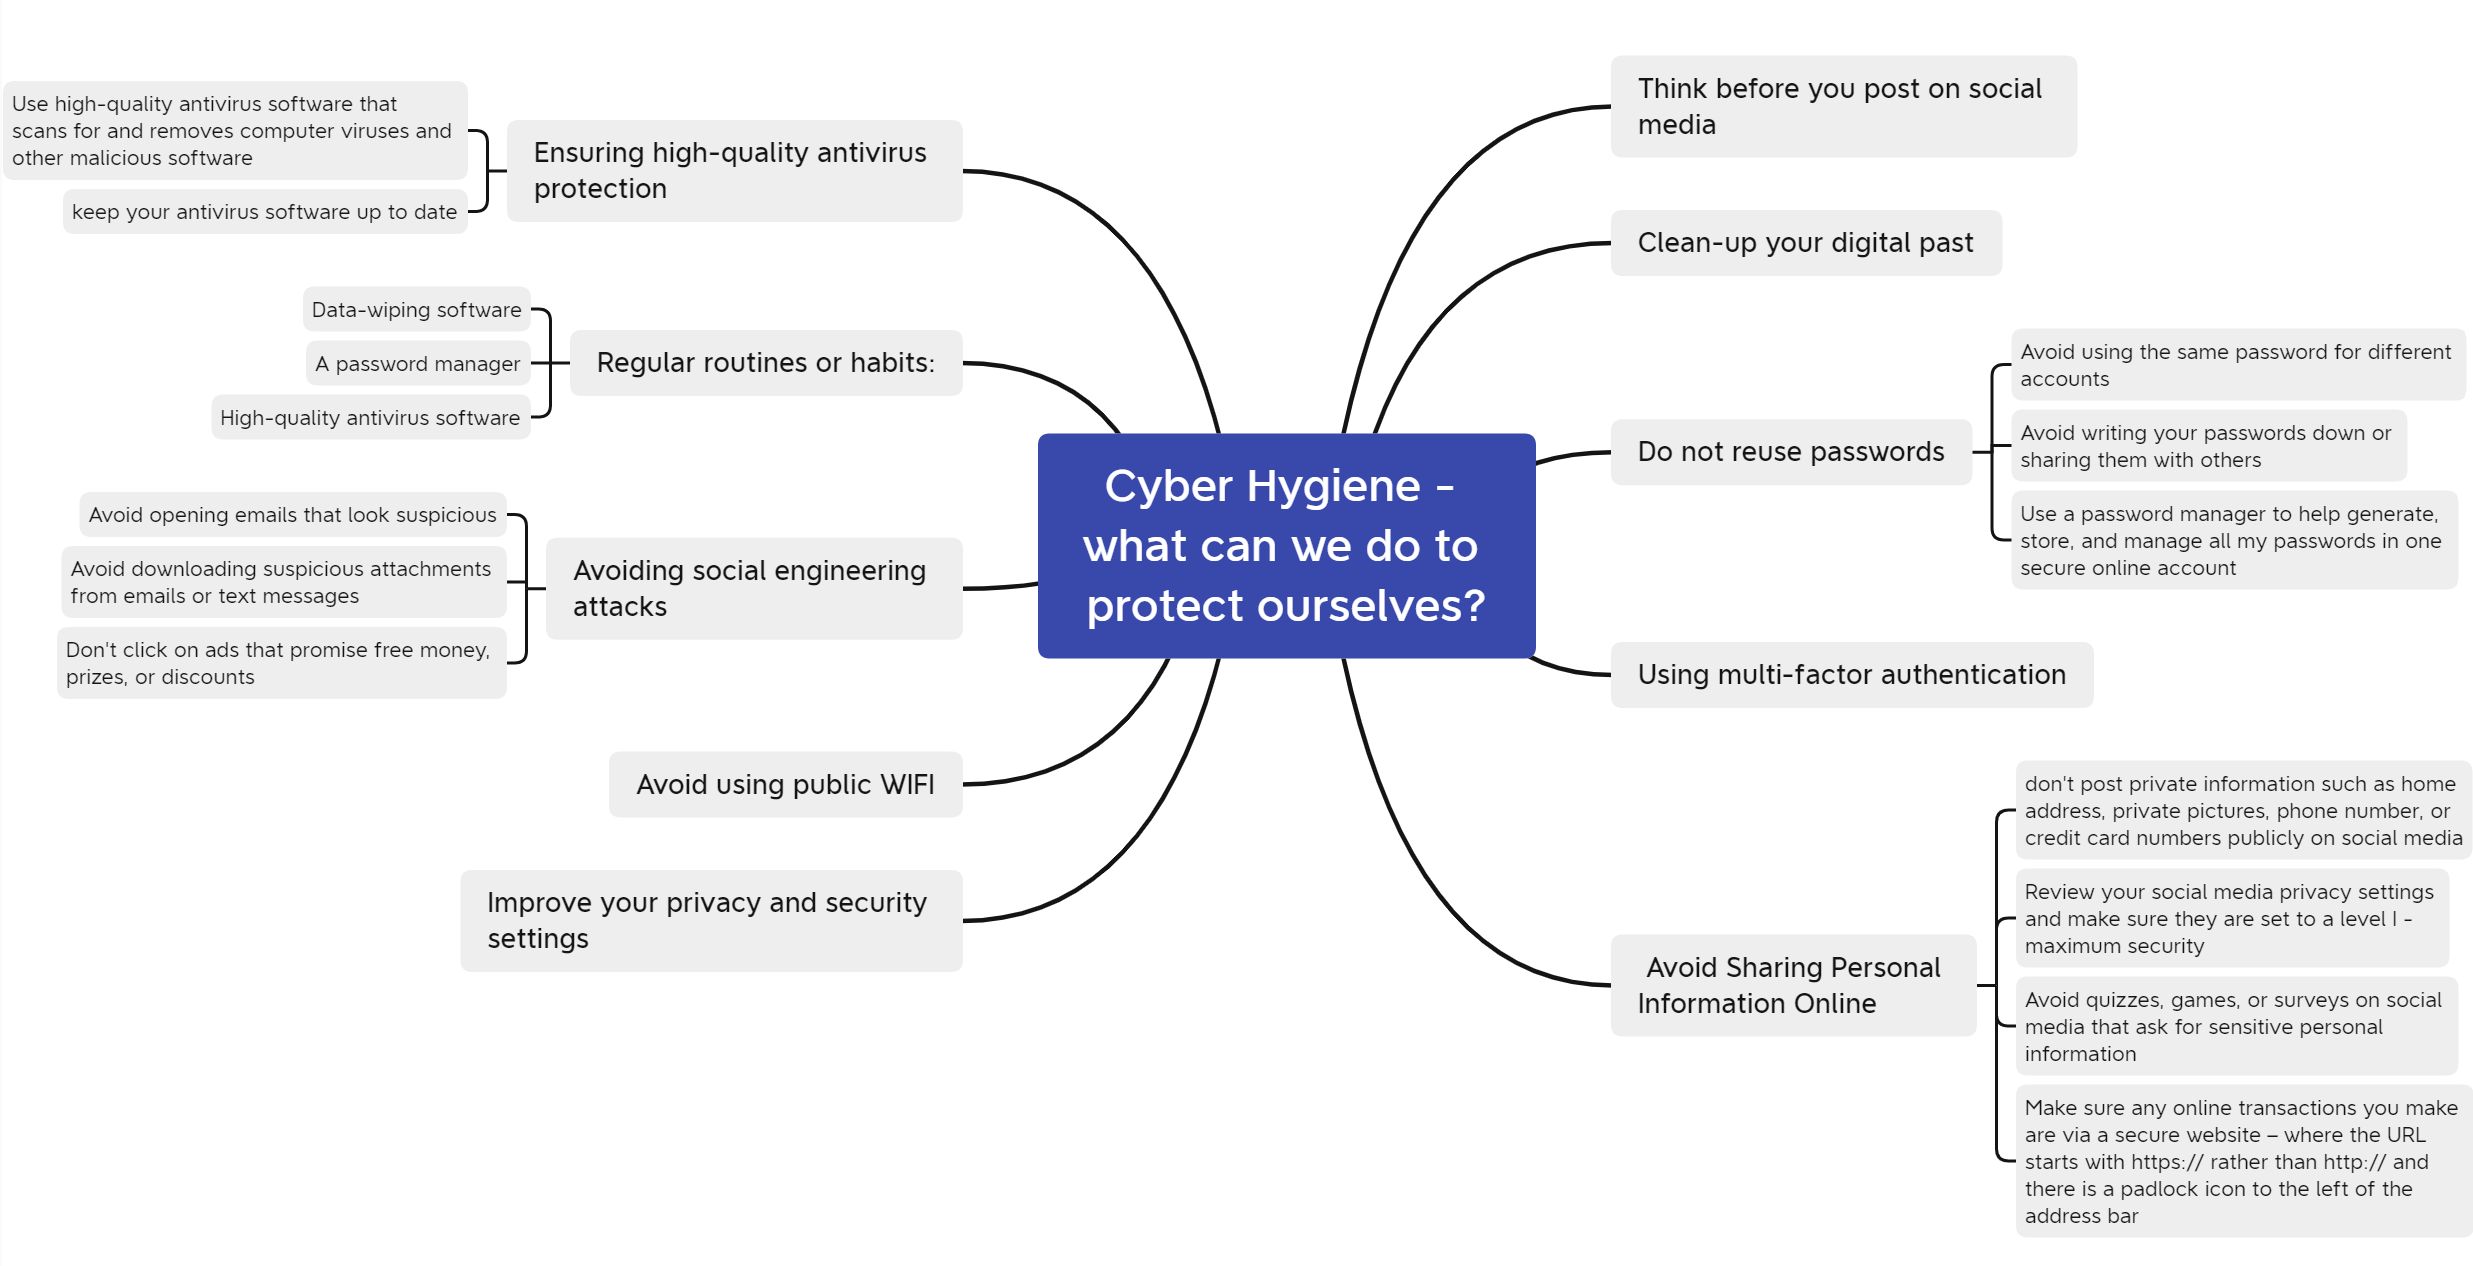 Cyber Hygiene -
what can we do to
protect ourselves?
Think before you post on social
media
Clean-up your digital past
Do not reuse passwords
Avoid using the same password for different
accounts
Avoid writing your passwords down or
sharing them with others
Use a password manager to help generate,
store, and manage all my passwords in one
secure online account
Using multi-factor authentication
Avoid Sharing Personal
Information Online
don't post private information such as home
address, private pictures, phone number, or
credit card numbers publicly on social media
Review your social media privacy settings
and make sure they are set to a level I -
maximum security
Avoid quizzes, games, or surveys on social
media that ask for sensitive personal
information
Make sure any online transactions you make
are via a secure website – where the URL
starts with https:// rather than http:// and
there is a padlock icon to the left of the
address bar
Ensuring high-quality antivirus
protection
Use high-quality antivirus software that
scans for and removes computer viruses and
other malicious software
keep your antivirus software up to date
Regular routines or habits:
Data-wiping software
A password manager
High-quality antivirus software
Avoiding social engineering
attacks
Avoid opening emails that look suspicious
Avoid downloading suspicious attachments
from emails or text messages
Don't click on ads that promise free money,
prizes, or discounts
Avoid using public WIFI
Improve your privacy and security
settings